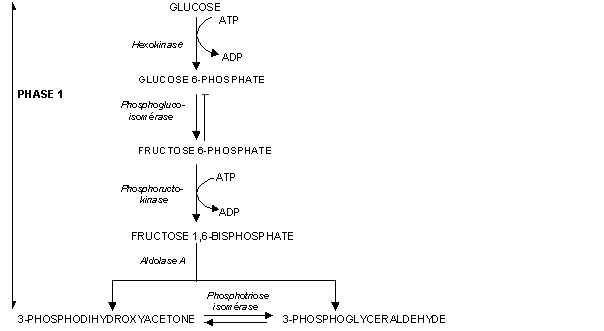 GLUCOSE
ATP
Hexokinase
ADP
GLUCOSE 6-PHOSPHATE
PHASE 1
Phosphogluco-
isomérase
FRUCTOSE 6-PHOSPHATE
ATP
Phosphoructo-
kinase
ADP
FRUCTOSE 1,6-BISPHOSPHATE
Aldolase A
Phosphotriose
isomérase
3-PHOSPHODIHYDROXYACETONE 3-PHOSPHOGLYCERALDEHYDE